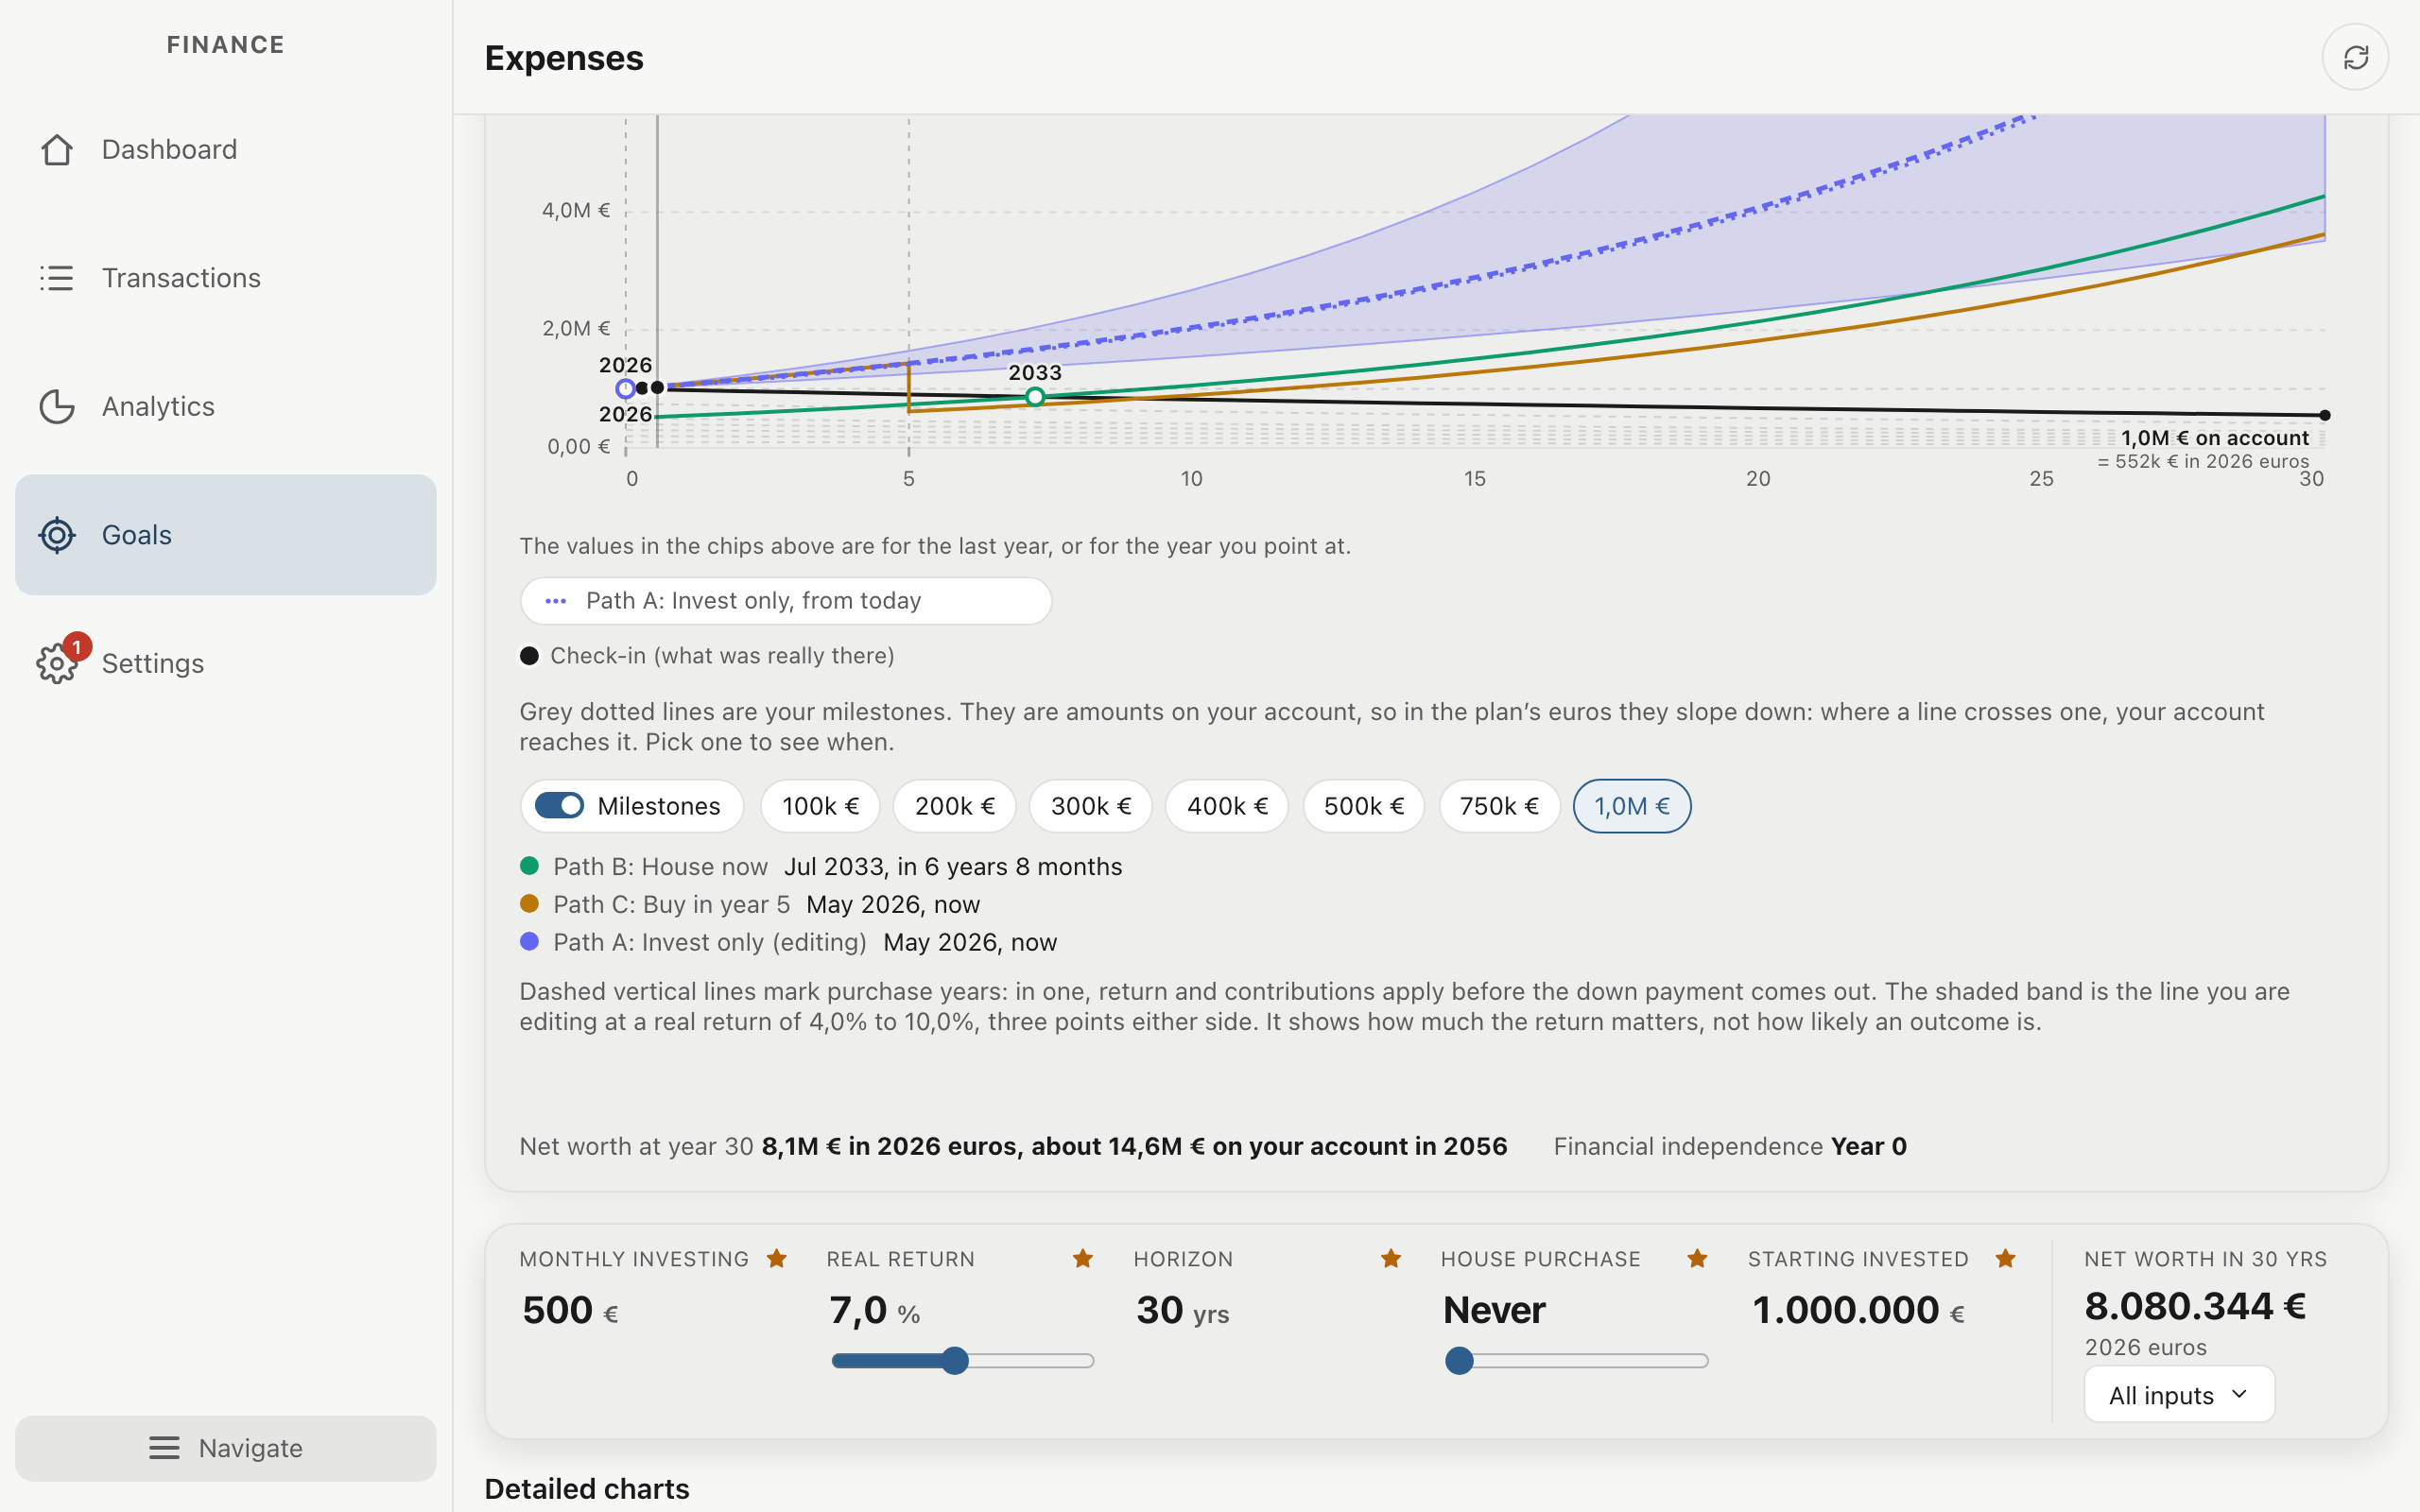 FINANCE
Dashboard
Transactions
Analytics
Goals
1
Settings
Navigate
Expenses
4,0M €
2,0M €
0,00 €
2026
2026
2033
1,0M € on account
= 552k € in 2026 euros
0
5
10
15
20
25
30
The values in the chips above are for the last year, or for the year you point at.
Path A: Invest only, from today
Check-in (what was really there)
Grey dotted lines are your milestones. They are amounts on your account, so in the plan’s euros they slope down: where a line crosses one, your account
reaches it. Pick one to see when.
Milestones
100k €
200k €
300k €
400k €
500k €
750k €
1,0M €
Path B: House now Jul 2033, in 6 years 8 months
Path C: Buy in year 5 May 2026, now
Path A: Invest only (editing) May 2026, now
Dashed vertical lines mark purchase years: in one, return and contributions apply before the down payment comes out. The shaded band is the line you are
editing at a real return of 4,0% to 10,0%, three points either side. It shows how much the return matters, not how likely an outcome is.
Net worth at year 30 8,1M € in 2026 euros, about 14,6M € on your account in 2056
Financial independence Year 0
MONTHLY INVESTING
500 €
REAL RETURN
7,0 %
HORIZON
30 yrs
HOUSE PURCHASE
Never
STARTING INVESTED
1.000.000 €
NET WORTH IN 30 YRS
8.080.344 €
2026 euros
All inputs
Detailed charts